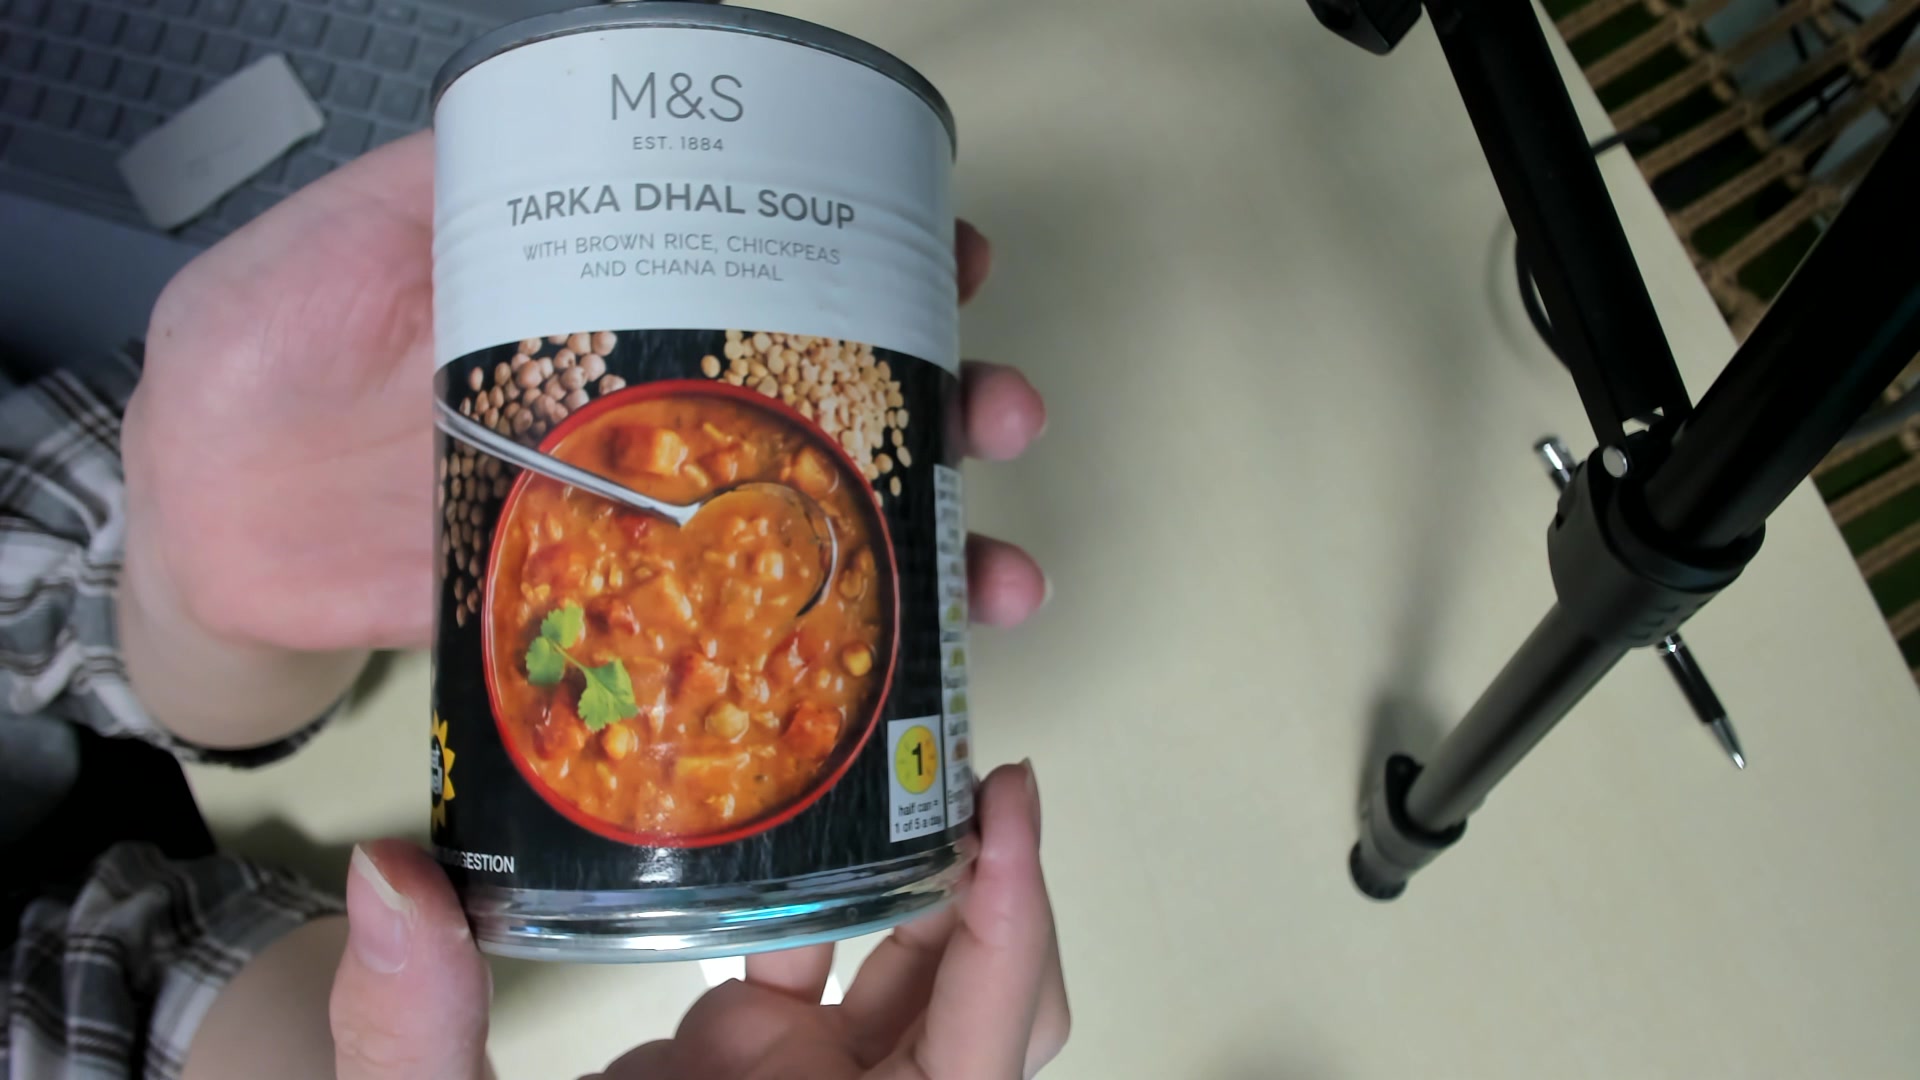 M&S
EST. 1884
TARKA DHAL SOUP
WITH BROWN RICE, CHICKPEAS
AND CHANA DHAL
1
half can =
1 of 5 a day